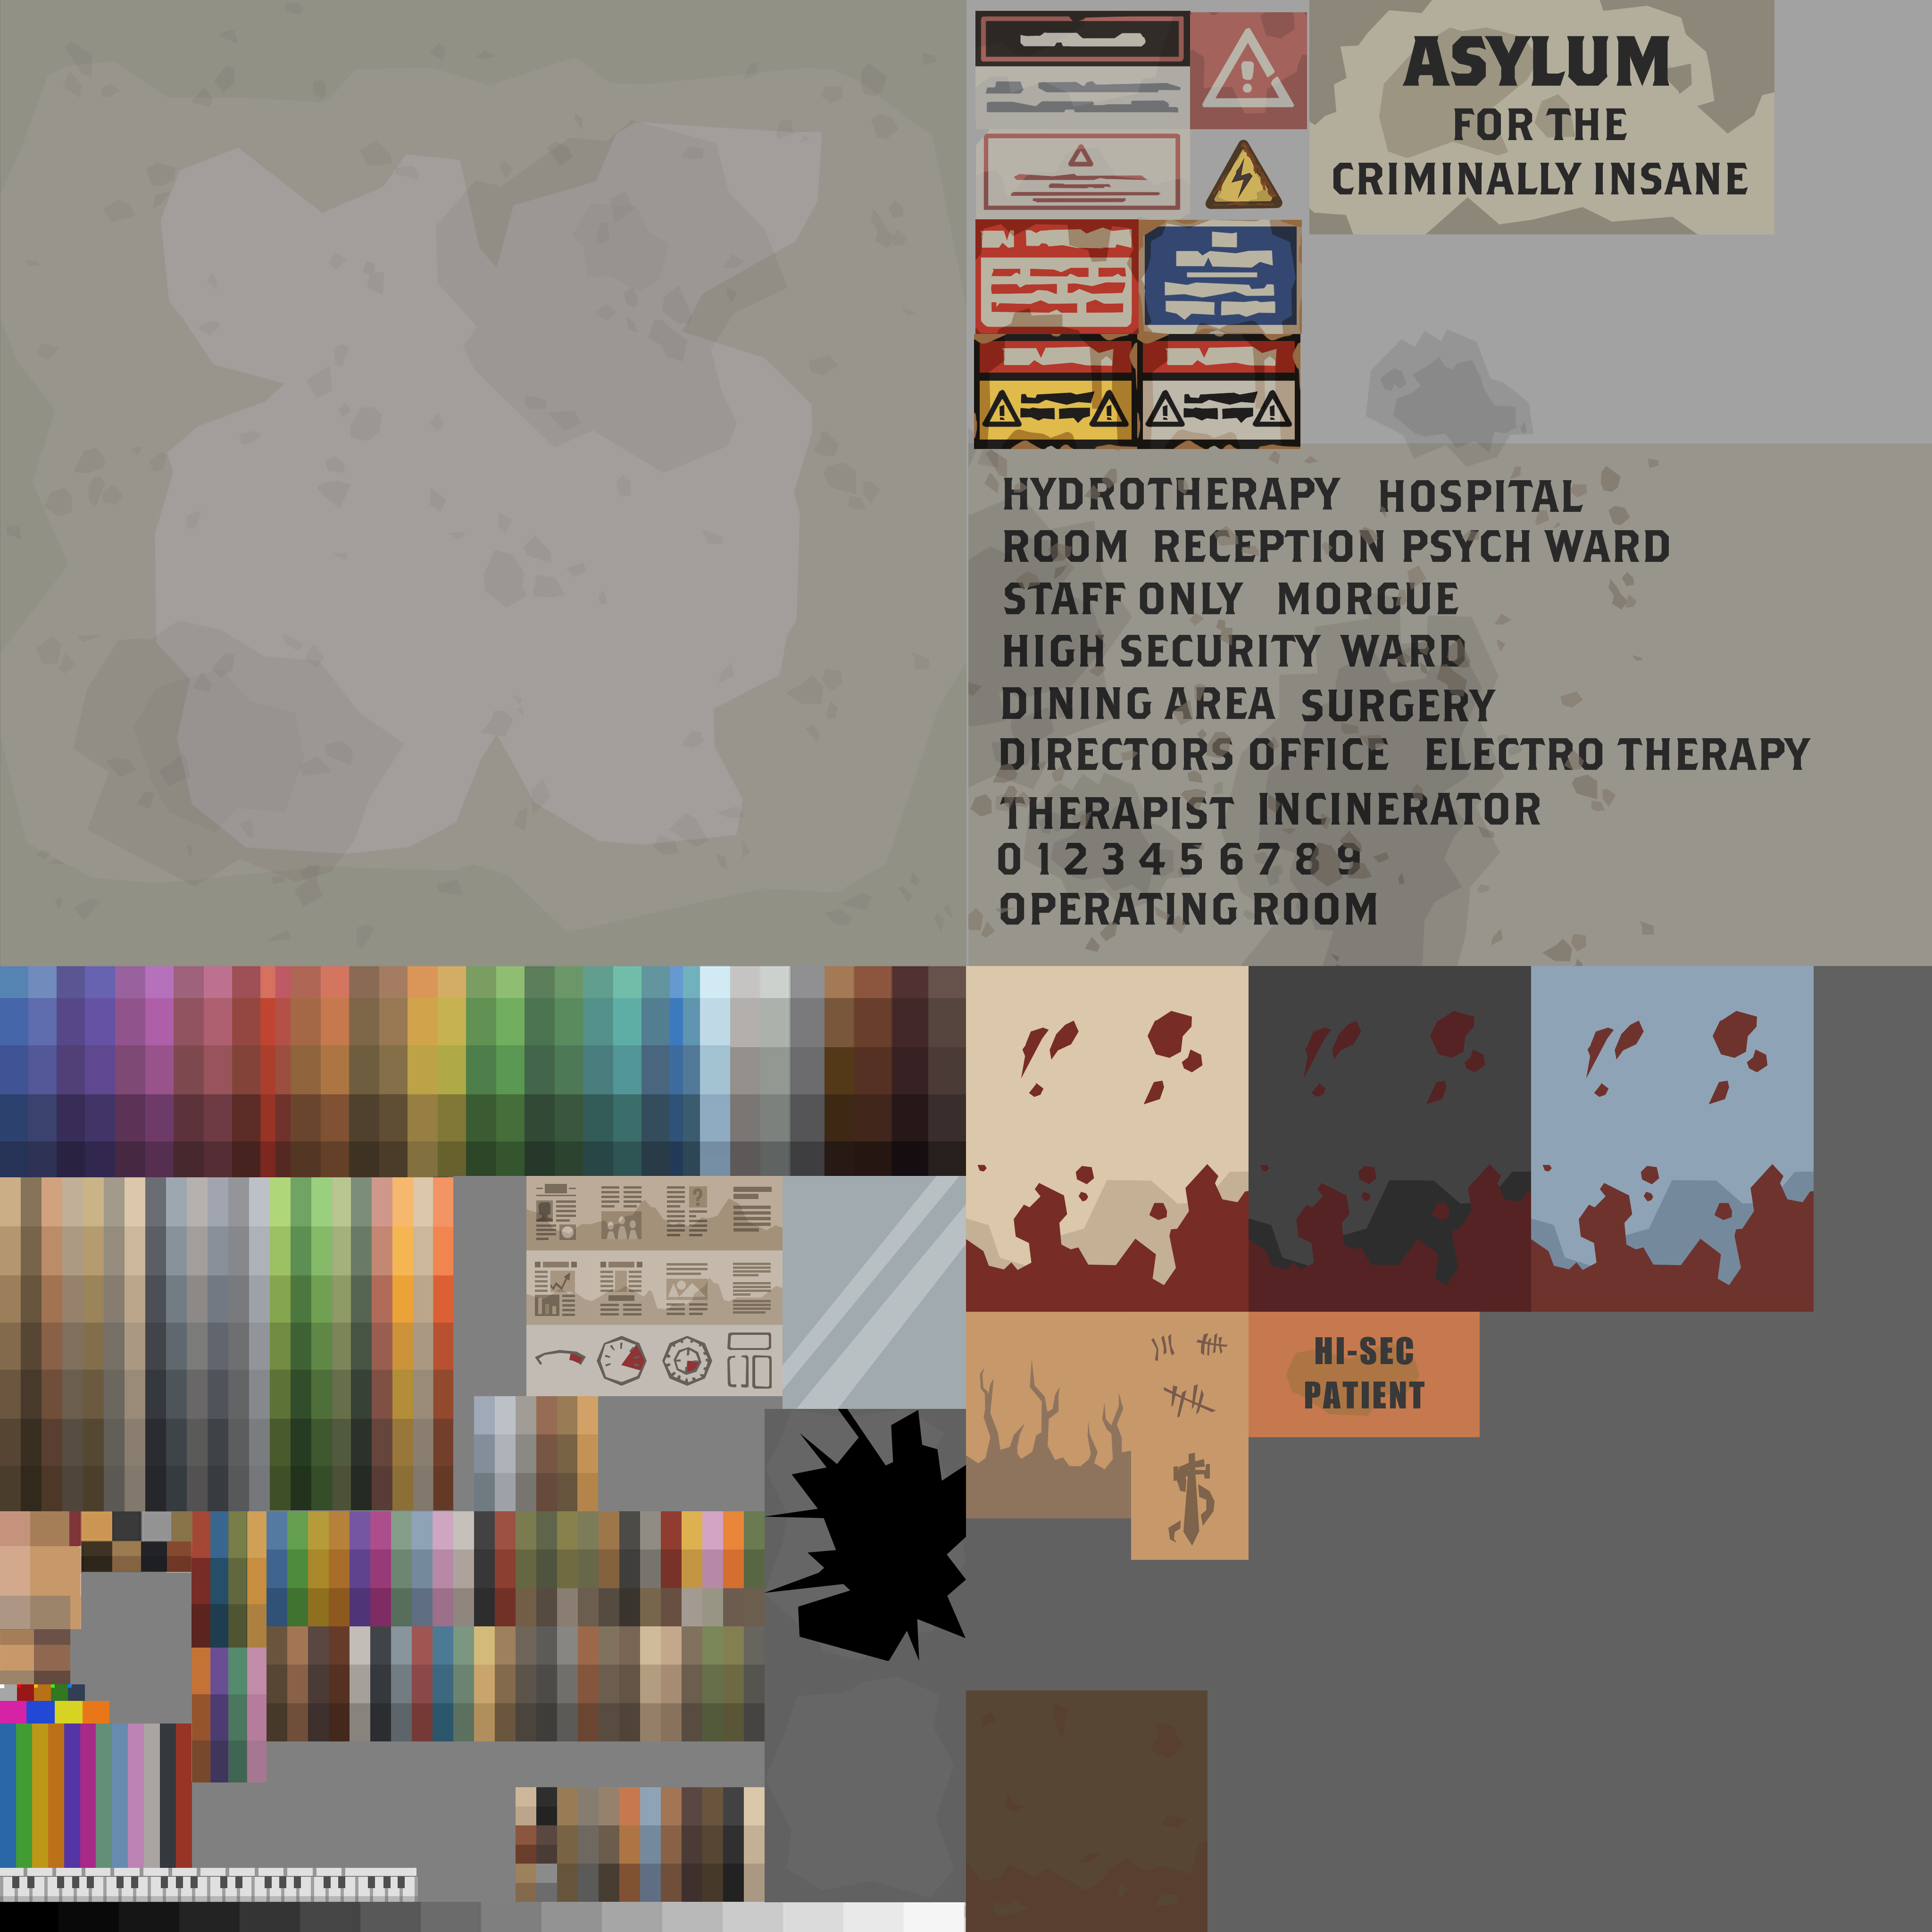 ASYLUM
FOR THE
CRIMINALLY INSANE
HYDROTHERAPY HOSPITAL
ROOM RECEPTION PSYCH WARD
STAFF ONLY MORGUE
HIGH SECURITY WARD
DINING AREA SURGERY
DIRECTORS OFFICE ELECTRO THERAPY
THERAPIST INCINERATOR
0 1 2 3 4 5 6 7 8 9
OPERATING ROOM
?
HI-SEC
PATIENT